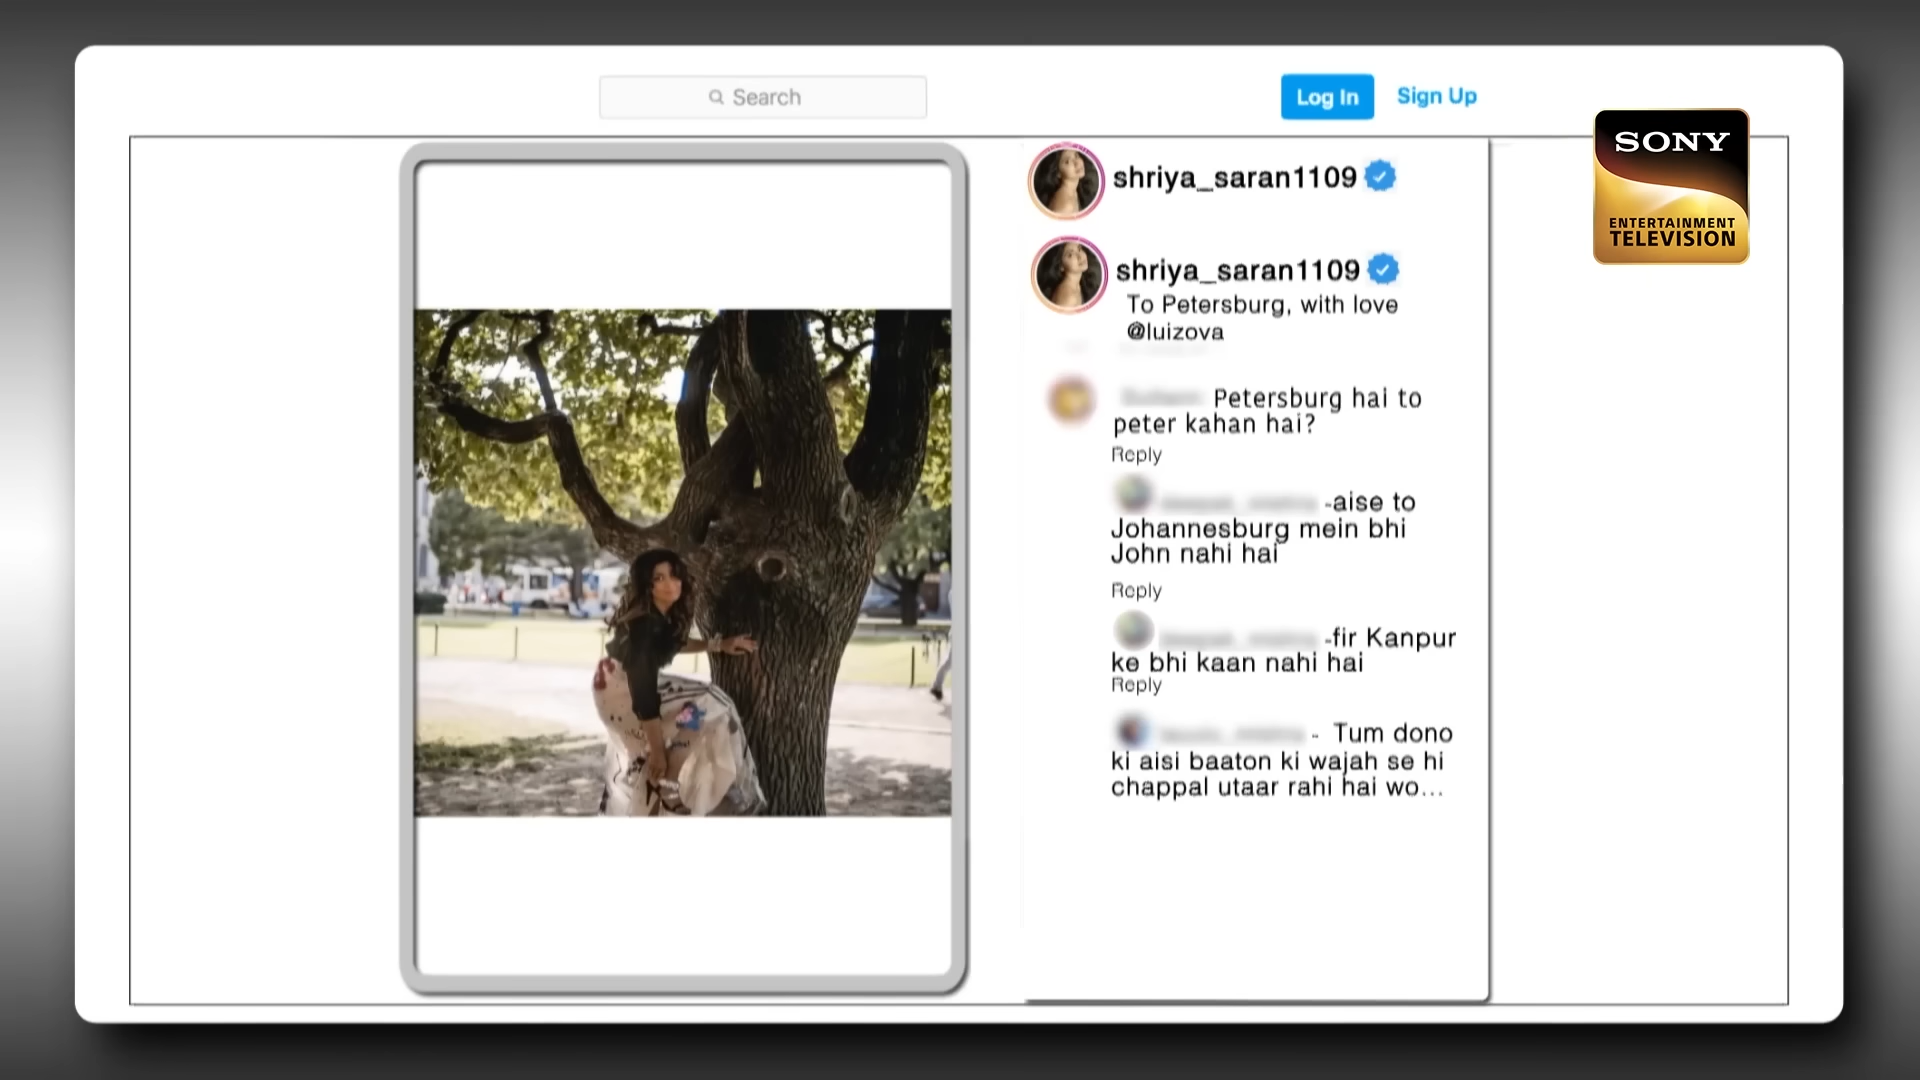 Search
Log In
Sign Up
SONY
ENTERTAINMENT
TELEVISION
shriya_saran1109
shriya_saran1109
To Petersburg, with love
@luizova
Petersburg hai to
peter kahan hai?
Reply
-aise to
Johannesburg mein bhi
John nahi hai
Reply
-fir Kanpur
ke bhi kaan nahi hai
Reply
- Tum dono
ki aisi baaton ki wajah se hi
chappal utaar rahi hai wo...